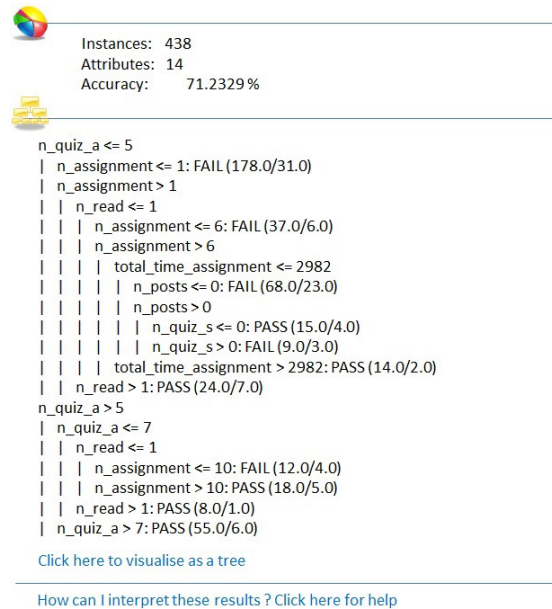 Instances: 438
Attributes: 14
Accuracy: 71.2329 %
n_quiz_a <= 5
| n_assignment <= 1: FAIL (178.0/31.0)
| n_assignment > 1
| | n_read <= 1
| | | n_assignment <= 6: FAIL (37.0/6.0)
| | | n_assignment > 6
| | | | total_time_assignment <= 2982
| | | | | n_posts <= 0: FAIL (68.0/23.0)
| | | | | n_posts > 0
| | | | | | n_quiz_s <= 0: PASS (15.0/4.0)
| | | | | | n_quiz_s > 0: FAIL (9.0/3.0)
| | | | total_time_assignment > 2982: PASS (14.0/2.0)
| | n_read > 1: PASS (24.0/7.0)
n_quiz_a > 5
| n_quiz_a <= 7
| | n_read <= 1
| | | n_assignment <= 10: FAIL (12.0/4.0)
| | | n_assignment > 10: PASS (18.0/5.0)
| | n_read > 1: PASS (8.0/1.0)
| n_quiz_a > 7: PASS (55.0/6.0)
Click here to visualise as a tree
How can I interpret these results ? Click here for help